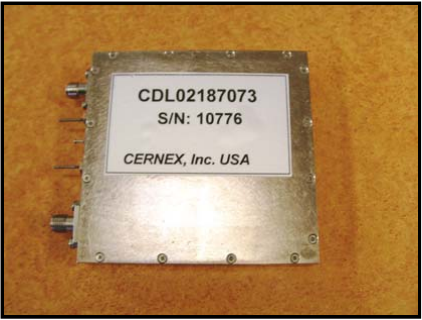 CDL02187073
S/N: 10776
CERNEX, Inc. USA